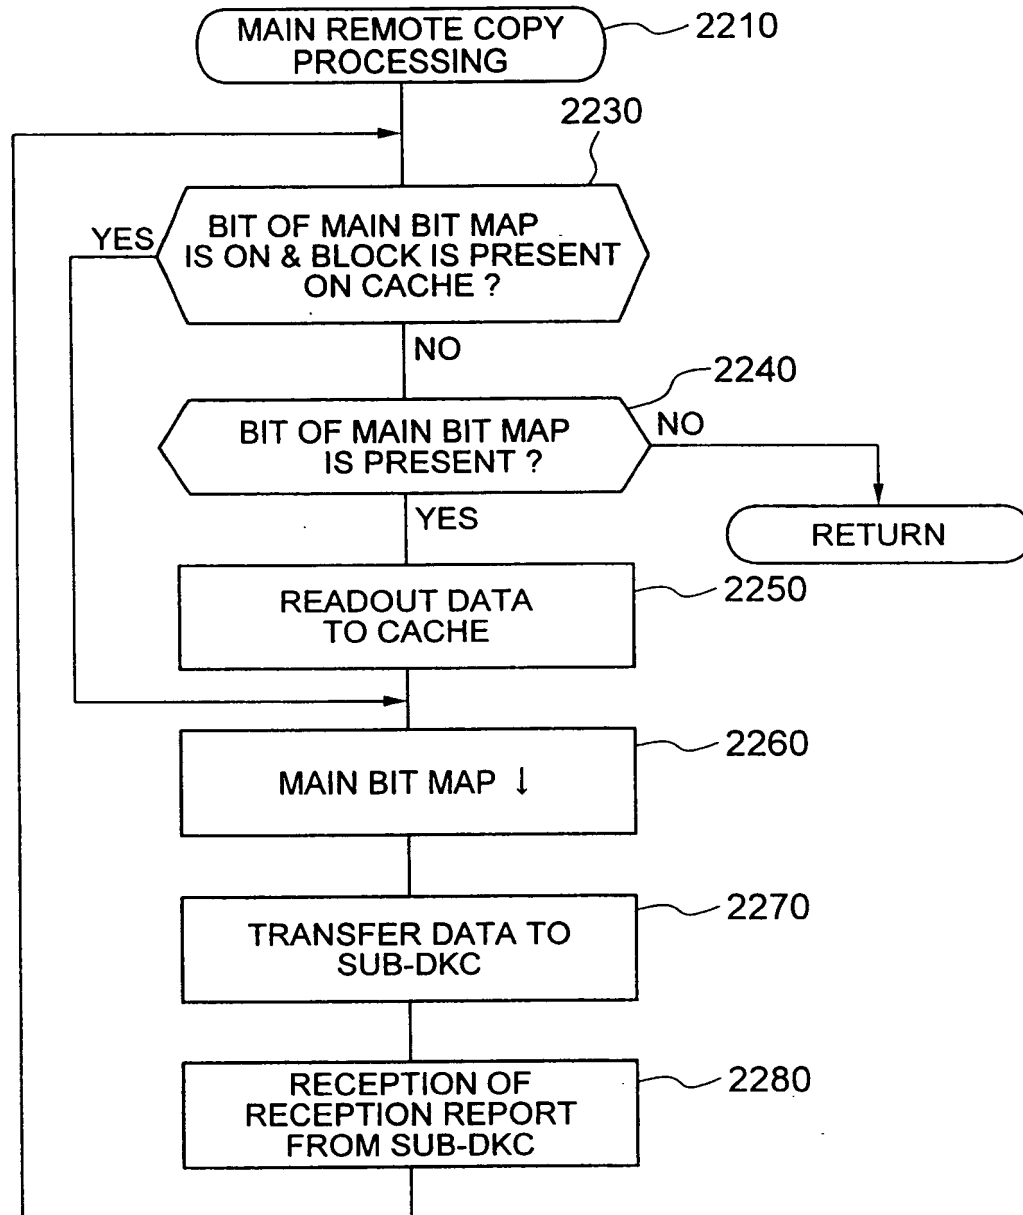 MAIN REMOTE COPY
PROCESSING
2210
2230
YES
BIT OF MAIN BIT MAP
IS ON & BLOCK IS PRESENT
ON CACHE ?
NO
2240
BIT OF MAIN BIT MAP
IS PRESENT ?
NO
YES
RETURN
READOUT DATA
TO CACHE
2250
MAIN BIT MAP ↓
2260
TRANSFER DATA TO
SUB-DKC
2270
RECEPTION OF
RECEPTION REPORT
FROM SUB-DKC
2280